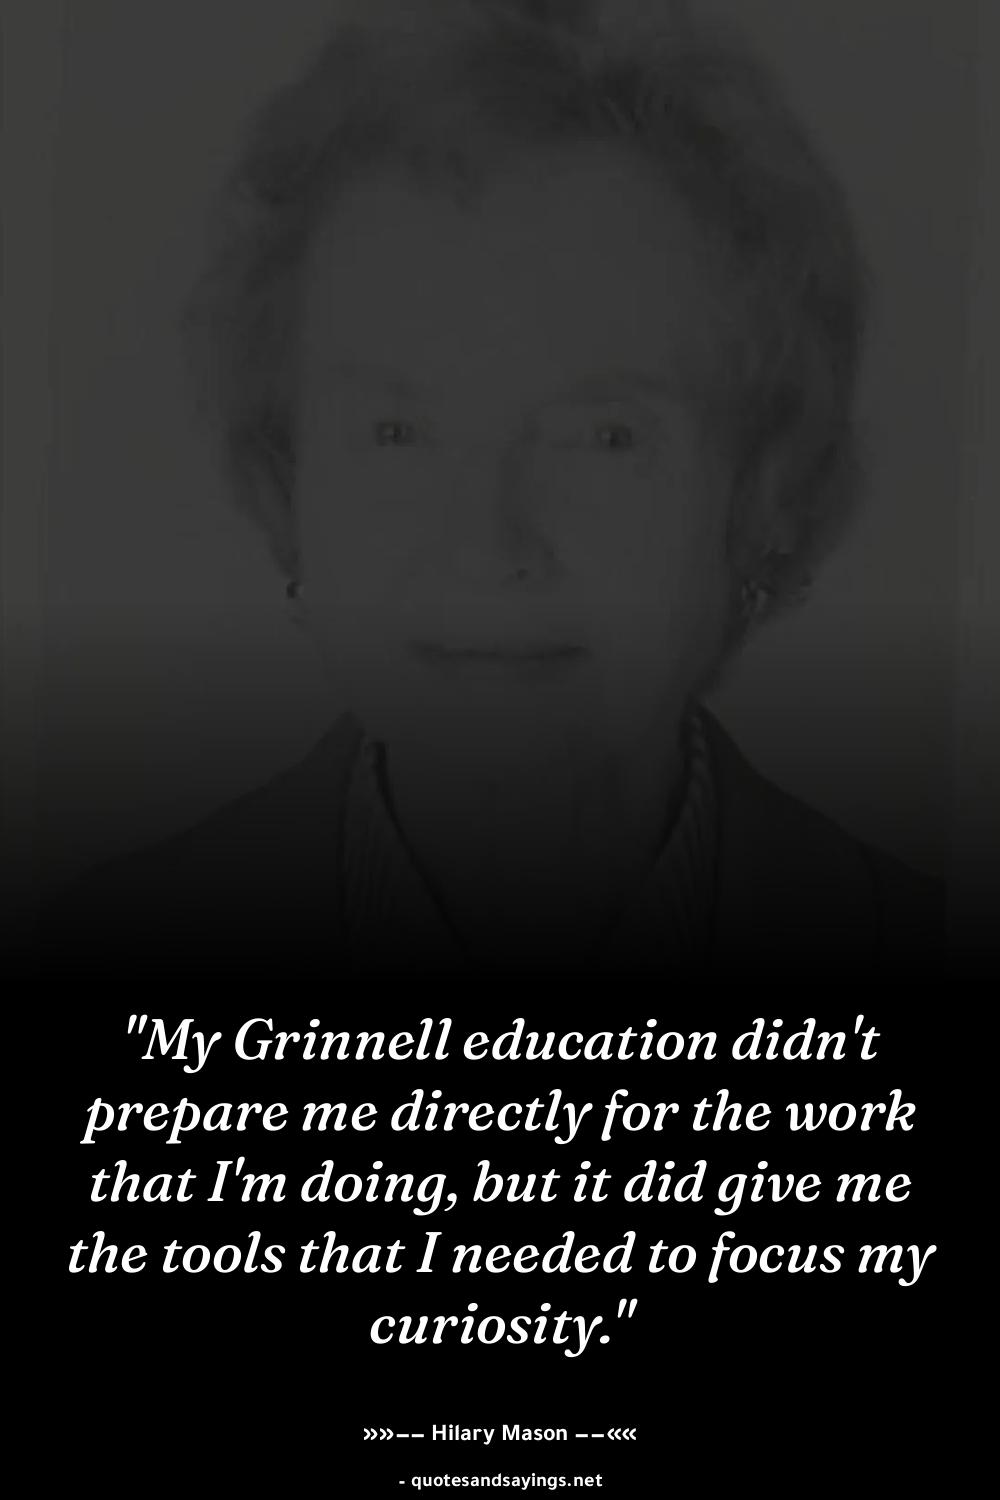 "My Grinnell education didn't
prepare me directly for the work
that I'm doing, but it did give me
the tools that I needed to focus my
curiosity."
»»–– Hilary Mason ––««
- quotesandsayings.net